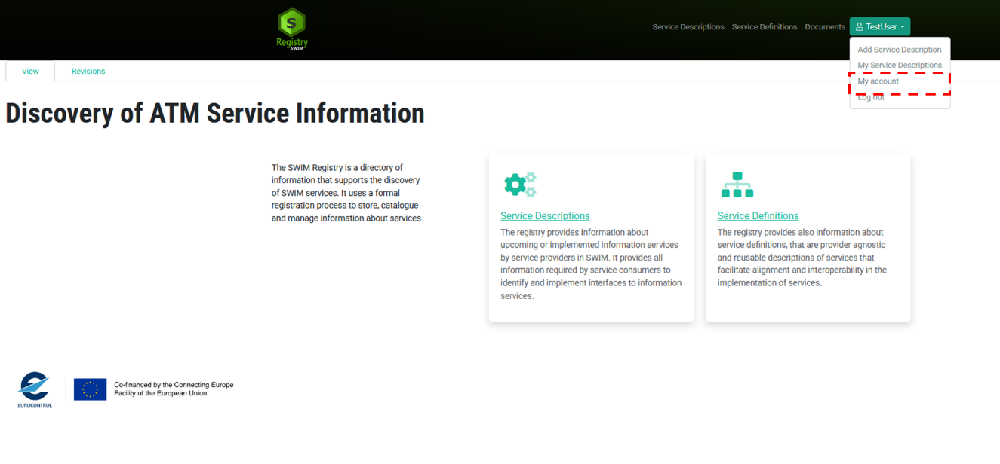 S
Registry
SWIM
Service Descriptions Service Definitions Documents TestUser
Add Service Description
My Service Descriptions
My account
Log out
View Revisions
Discovery of ATM Service Information
The SWIM Registry is a directory of
information that supports the discovery
of SWIM services. It uses a formal
registration process to store, catalogue
and manage information about services
Service Descriptions
The registry provides information about
upcoming or implemented information services
by service providers in SWIM. It provides all
information required by service consumers to
identify and implement interfaces to information
services.
Service Definitions
The registry provides also information about
service definitions, that are provider agnostic
and reusable descriptions of services that
facilitate alignment and interoperability in the
implementation of services.
EUROCONTROL
Co-financed by the Connecting Europe
Facility of the European Union